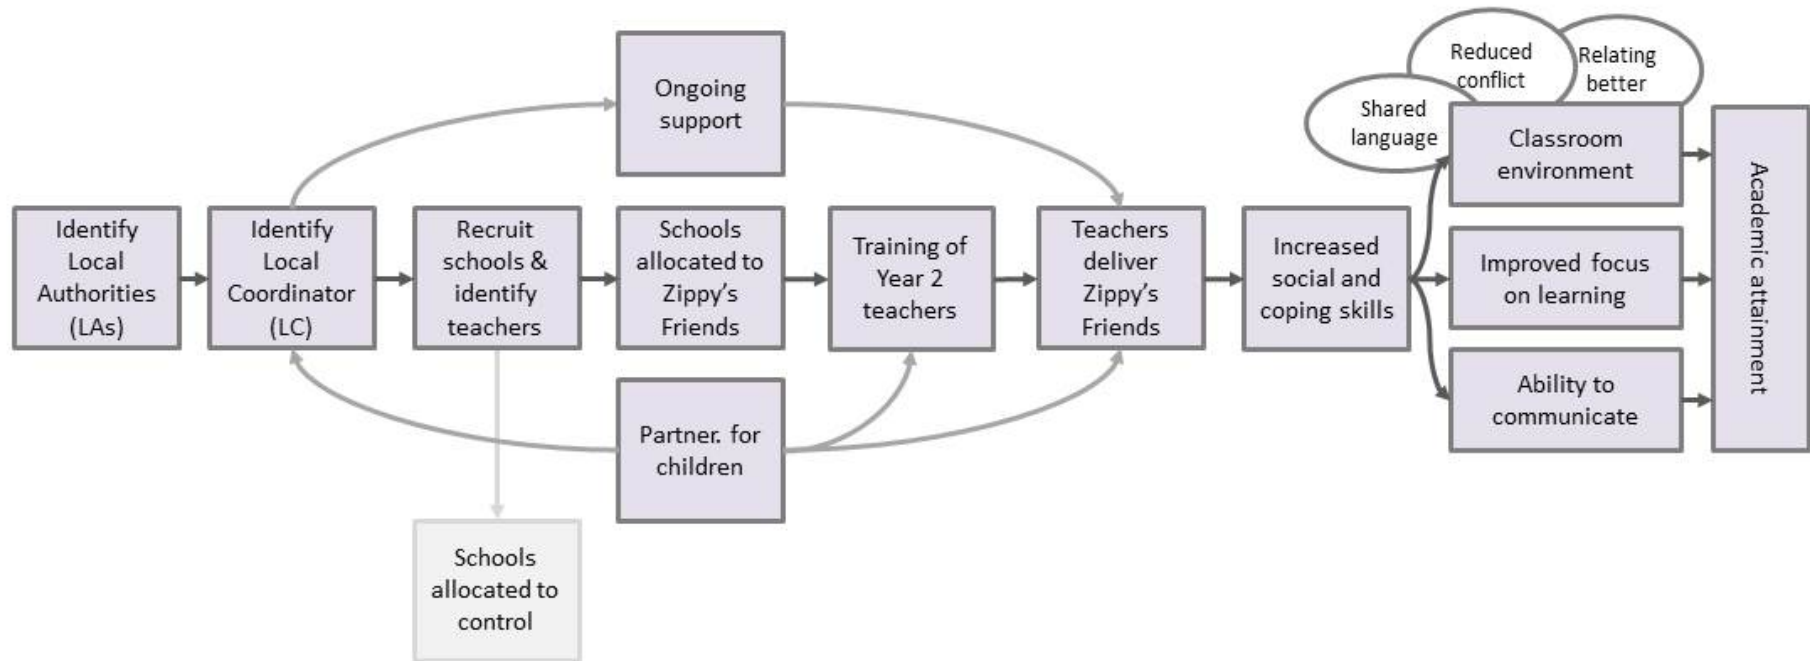 Ongoing
support
Reduced
conflict
Relating
better
Shared
language
Classroom
environment
Identify
Local
Authorities
(LAs)
Identify
Local
Coordinator
(LC)
Recruit
schools &
identify
teachers
Schools
allocated to
Zippy's
Friends
Training of
Year 2
teachers
Teachers
deliver
Zippy's
Friends
Increased
social and
coping skills
Improved focus
on learning
Ability to
communicate
Academic attainment
Partner. for
children
Schools
allocated to
control